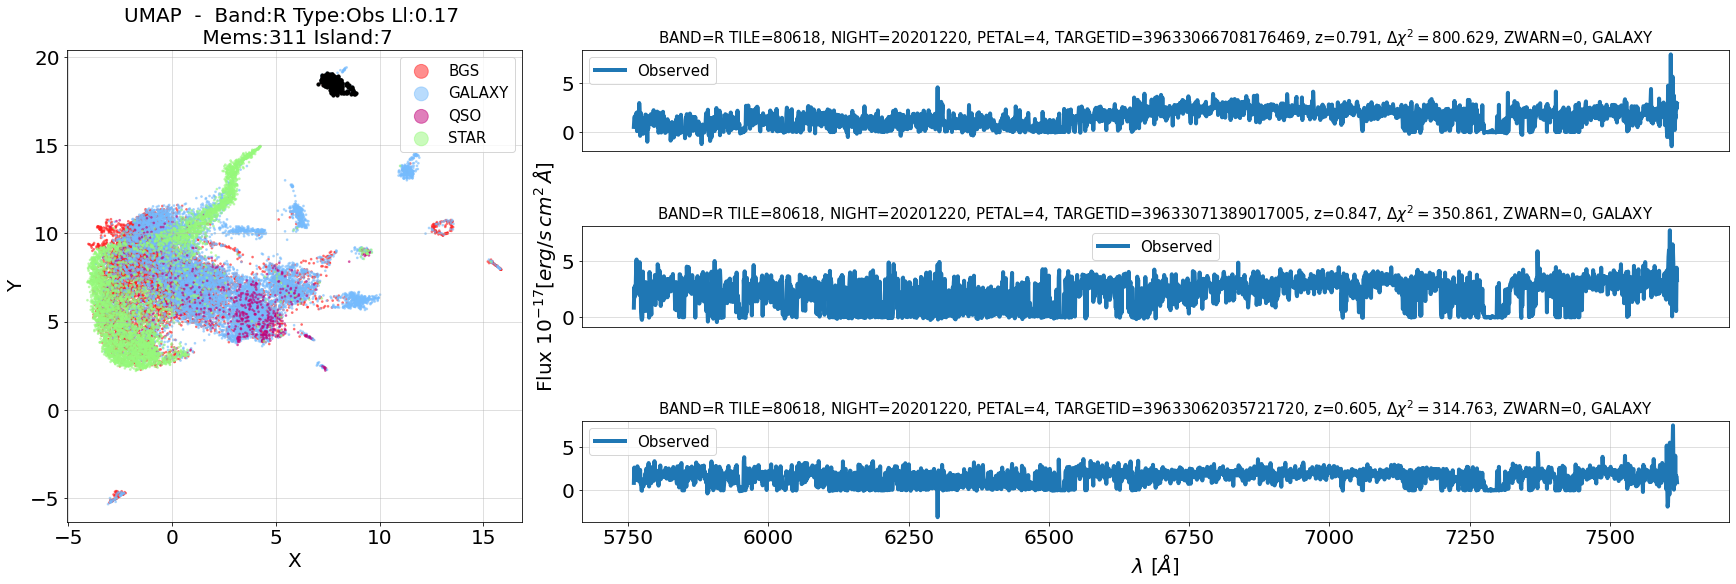 UMAP - Band:R Type:Obs Ll:0.17
Mems:311 Island:7
20
15
10
5
0
−5
Y
−5 0 5 10 15
X
BGS
GALAXY
QSO
STAR
Flux 10^{-17}[erg/s cm^2 Å]
BAND=R TILE=80618, NIGHT=20201220, PETAL=4, TARGETID=39633066708176469, z=0.791, Δχ² = 800.629, ZWARN=0, GALAXY
Observed
5
0
BAND=R TILE=80618, NIGHT=20201220, PETAL=4, TARGETID=39633071389017005, z=0.847, Δχ² = 350.861, ZWARN=0, GALAXY
Observed
5
0
BAND=R TILE=80618, NIGHT=20201220, PETAL=4, TARGETID=39633062035721720, z=0.605, Δχ² = 314.763, ZWARN=0, GALAXY
Observed
5
0
5750 6000 6250 6500 6750 7000 7250 7500
λ [Å]